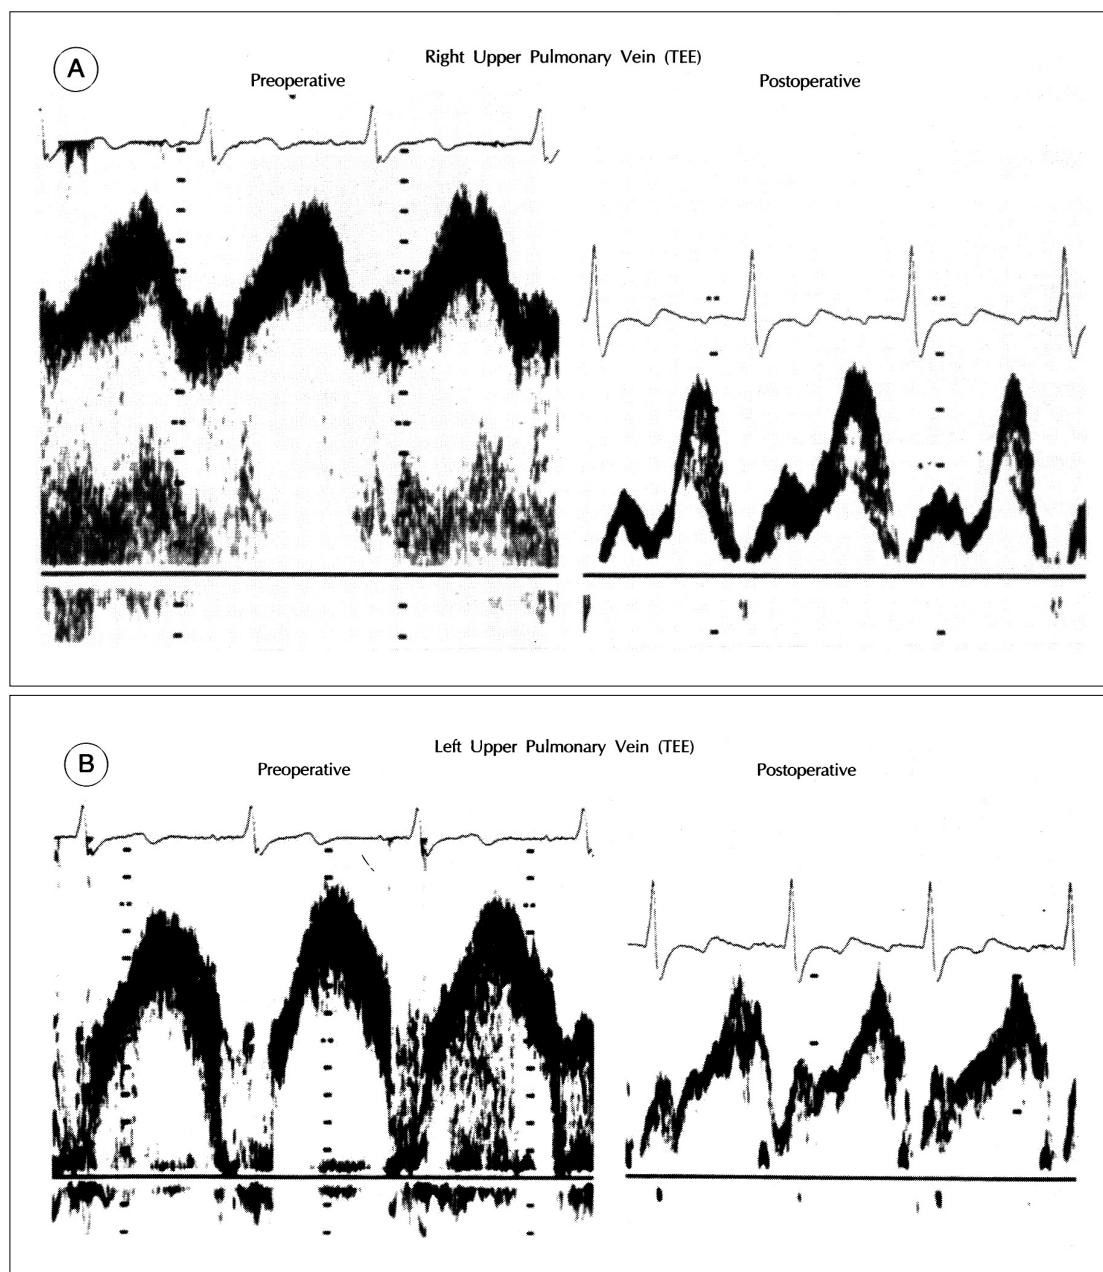 A
Right Upper Pulmonary Vein (TEE)
Preoperative
Postoperative
B
Left Upper Pulmonary Vein (TEE)
Preoperative
Postoperative